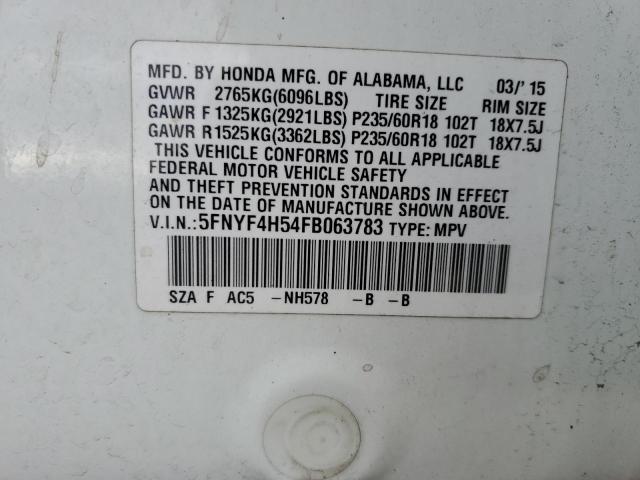 MFD. BY HONDA MFG. OF ALABAMA, LLC 03/'15
GVWR 2765KG(6096LBS) TIRE SIZE RIM SIZE
GAWR F 1325KG(2921LBS) P235/60R18 102T 18X7.5J
GAWR R1525KG(3362LBS) P235/60R18 102T 18X7.5J
THIS VEHICLE CONFORMS TO ALL APPLICABLE
FEDERAL MOTOR VEHICLE SAFETY
AND THEFT PREVENTION STANDARDS IN EFFECT
ON THE DATE OF MANUFACTURE SHOWN ABOVE.
V.I.N.:5FNYF4H54FB063783 TYPE: MPV
SZA F AC5 -NH578 -B -B